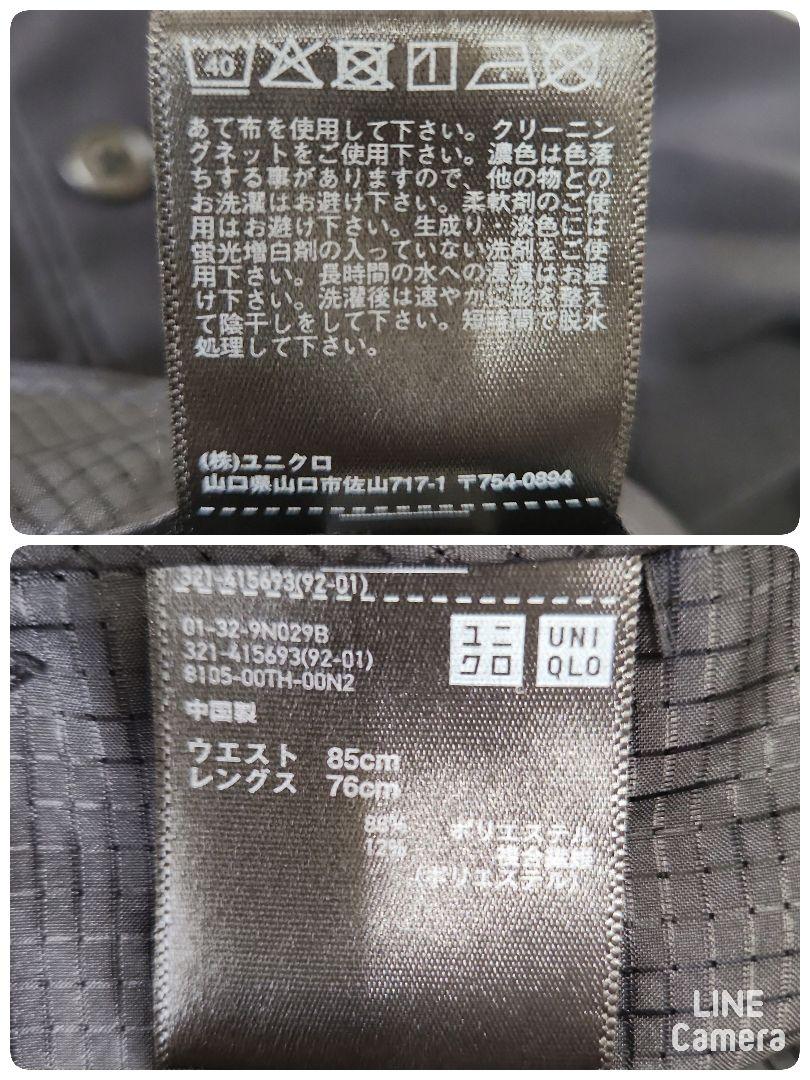 40
あて布を使用して下さい。クリーニン
グネットをご使用下さい。濃色は色落
ちする事がありますので、他の物との
お洗濯はお避け下さい。柔軟剤のご使
用はお避け下さい。生成り・淡色には
蛍光増白剤の入っていない洗剤をご使
用下さい。長時間の水への浸漬はお避
け下さい。洗濯後は速やかに形を整え
て陰干しをして下さい。短時間で脱水
処理して下さい。
(株)ユニクロ
山口県山口市佐山717-1 〒754-0894
321-415693(92-01)
01-32-9N029B
321-415693(92-01)
8105-00TH-00N2
ユニクロ UNIQLO
中国製
ウエスト 85cm
レングス 76cm
88% ポリエステル
12% 複合繊維
(ポリエステル)
LINE
Camera